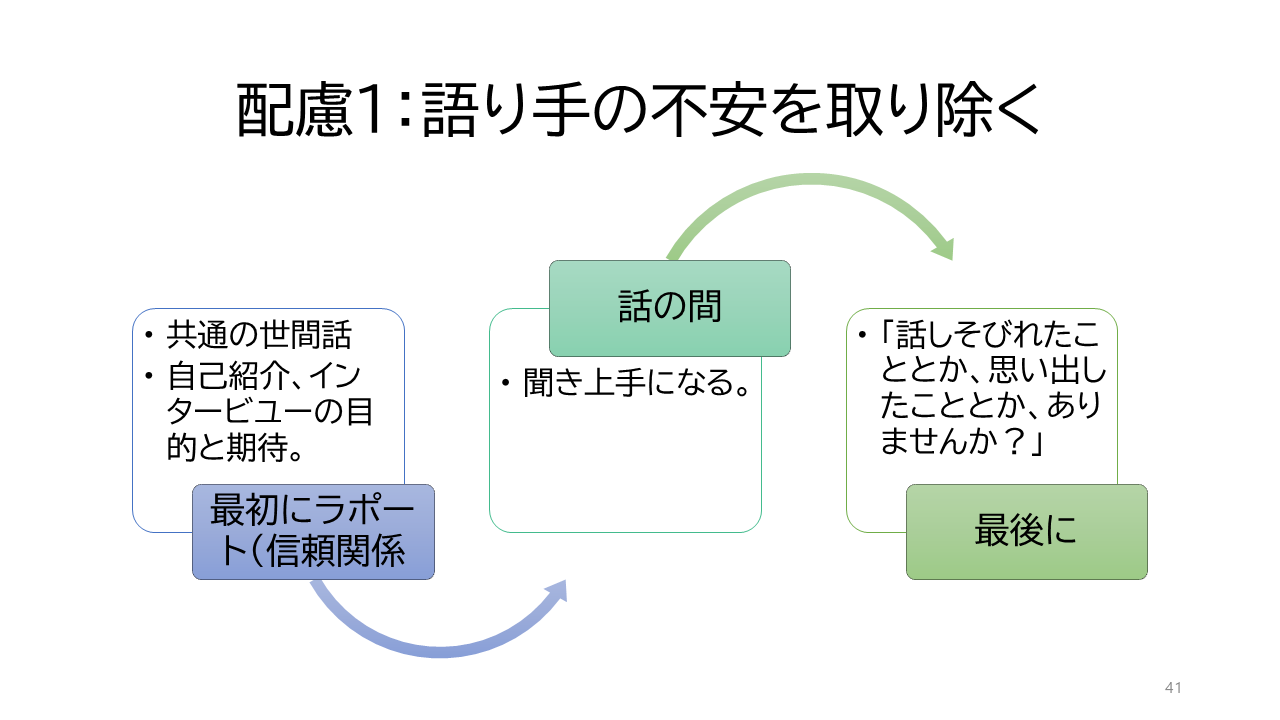 配慮1：語り手の不安を取り除く
・共通の世間話
・自己紹介、イン
タービユーの目
的と期待。
最初にラポー
ト（信頼関係
話の間
・聞き上手になる。
・「話しそびれたこ
ととか、思い出し
たこととか、あり
ませんか？」
最後に
41